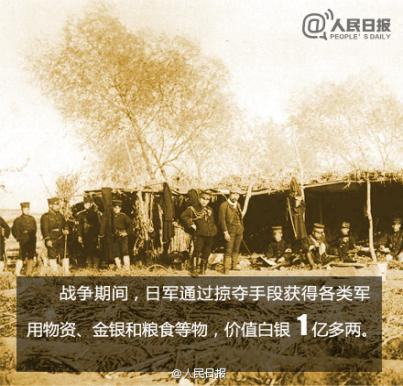 @人民日报
PEOPLE'S DAILY
战争期间，日军通过掠夺手段获得各类军
用物资、金银和粮食等物，价值白银 1 亿多两。
@人民日报